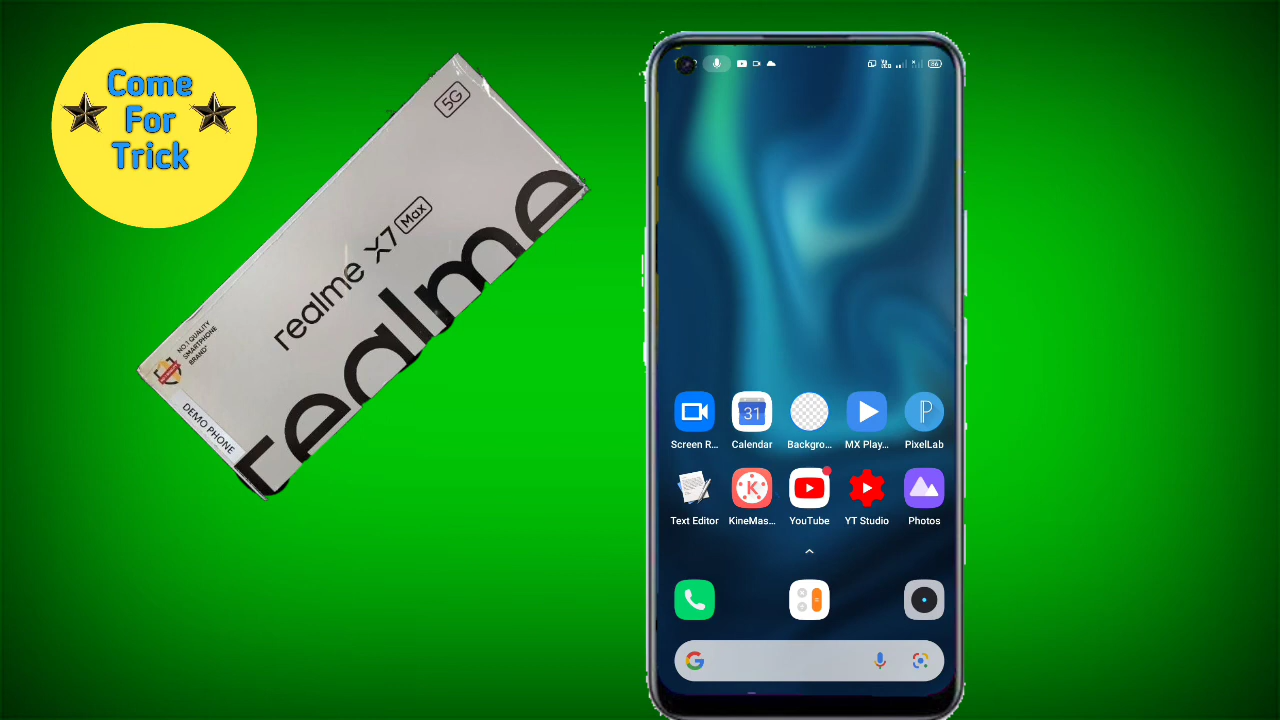 Come
For
Trick
5G
realme X7 Max
realme
NO.1 QUALITY
SMARTPHONE
BRAND*
DEMO PHONE
86
Screen R...
31
Calendar
Backgro...
MX Play...
PixelLab
Text Editor
KineMas...
YouTube
YT Studio
Photos